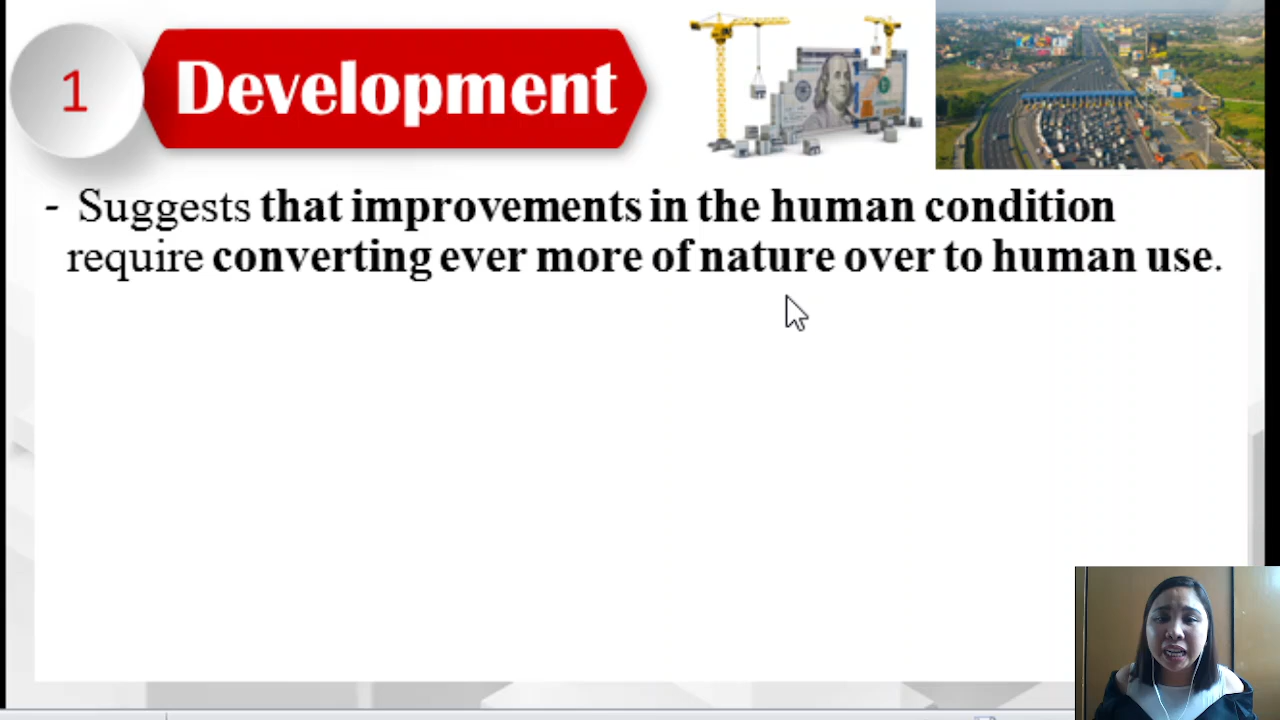 1
Development
- Suggests that improvements in the human condition
require converting ever more of nature over to human use.